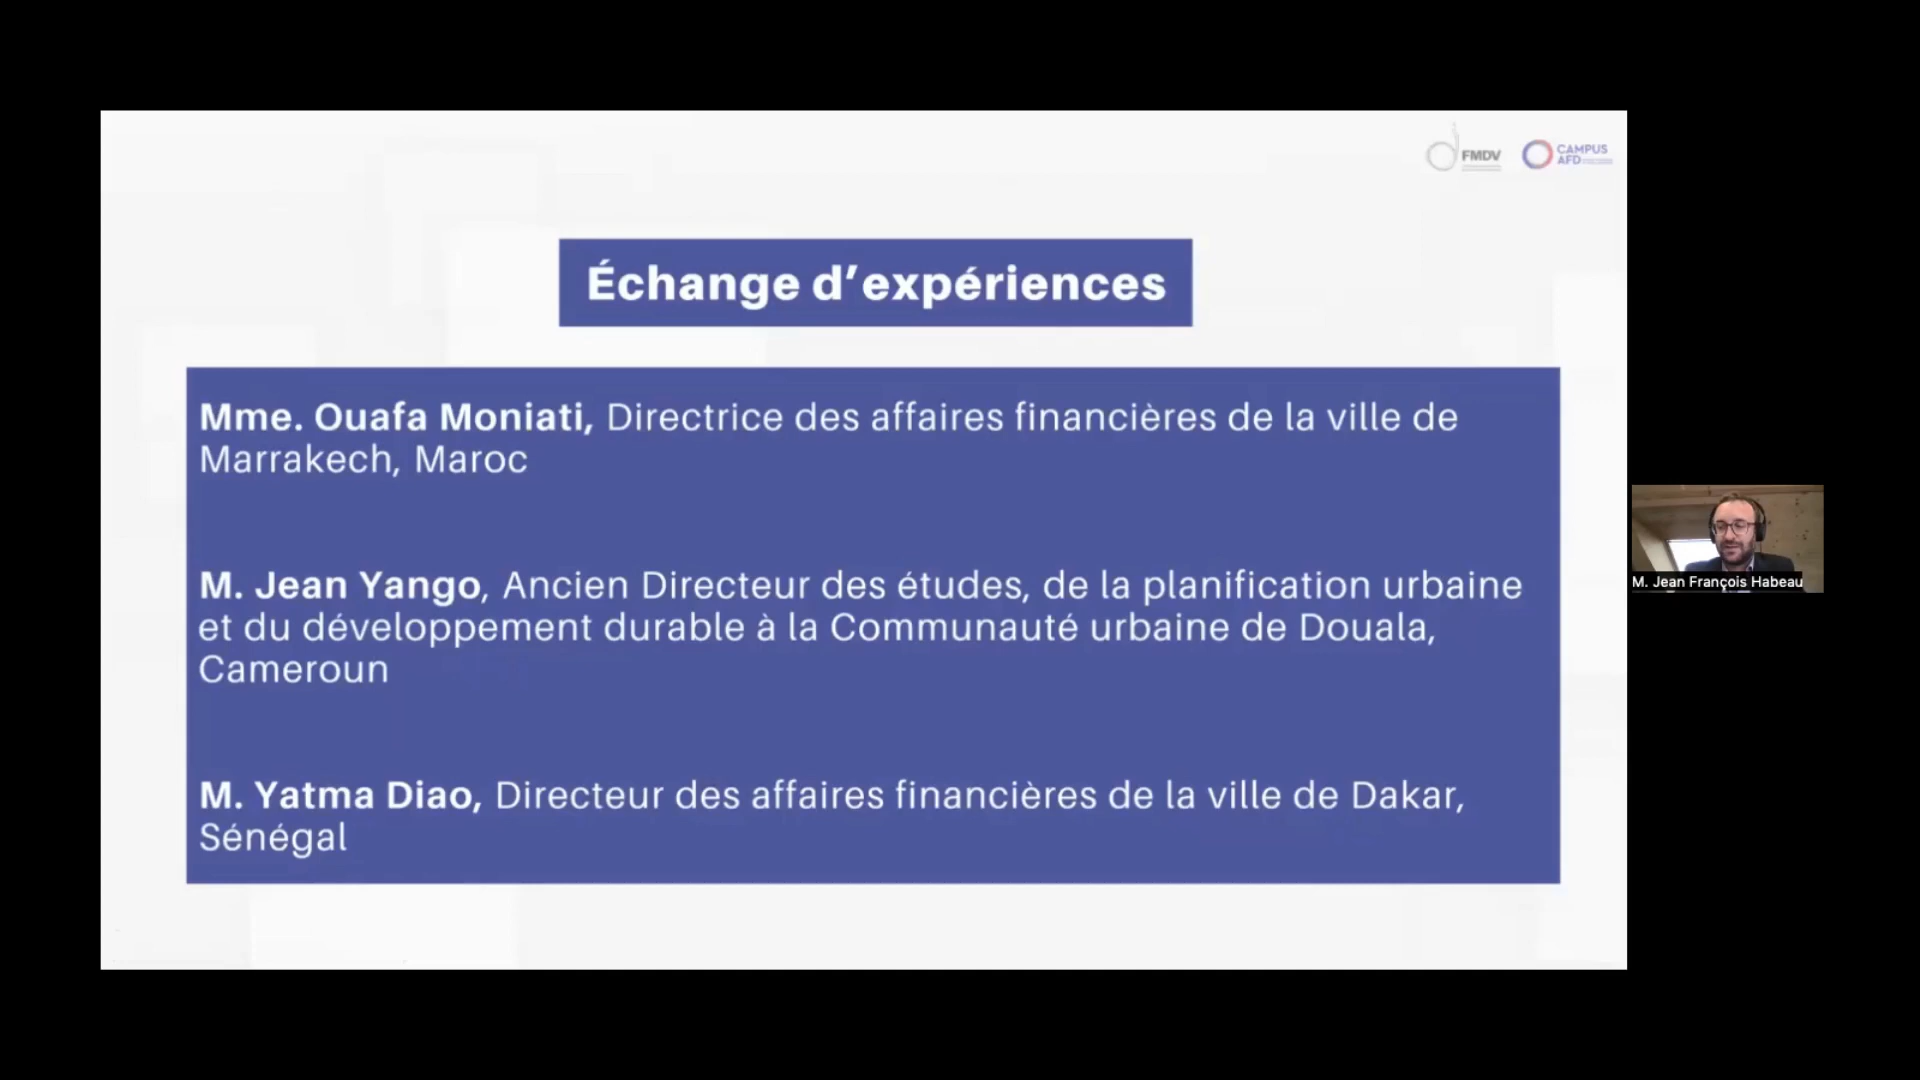 FMDV
CAMPUS
AFD
Échange d’expériences
Mme. Ouafa Moniati, Directrice des affaires financières de la ville de
Marrakech, Maroc
M. Jean Yango, Ancien Directeur des études, de la planification urbaine
et du développement durable à la Communauté urbaine de Douala,
Cameroun
M. Yatma Diao, Directeur des affaires financières de la ville de Dakar,
Sénégal
M. Jean François Habeau